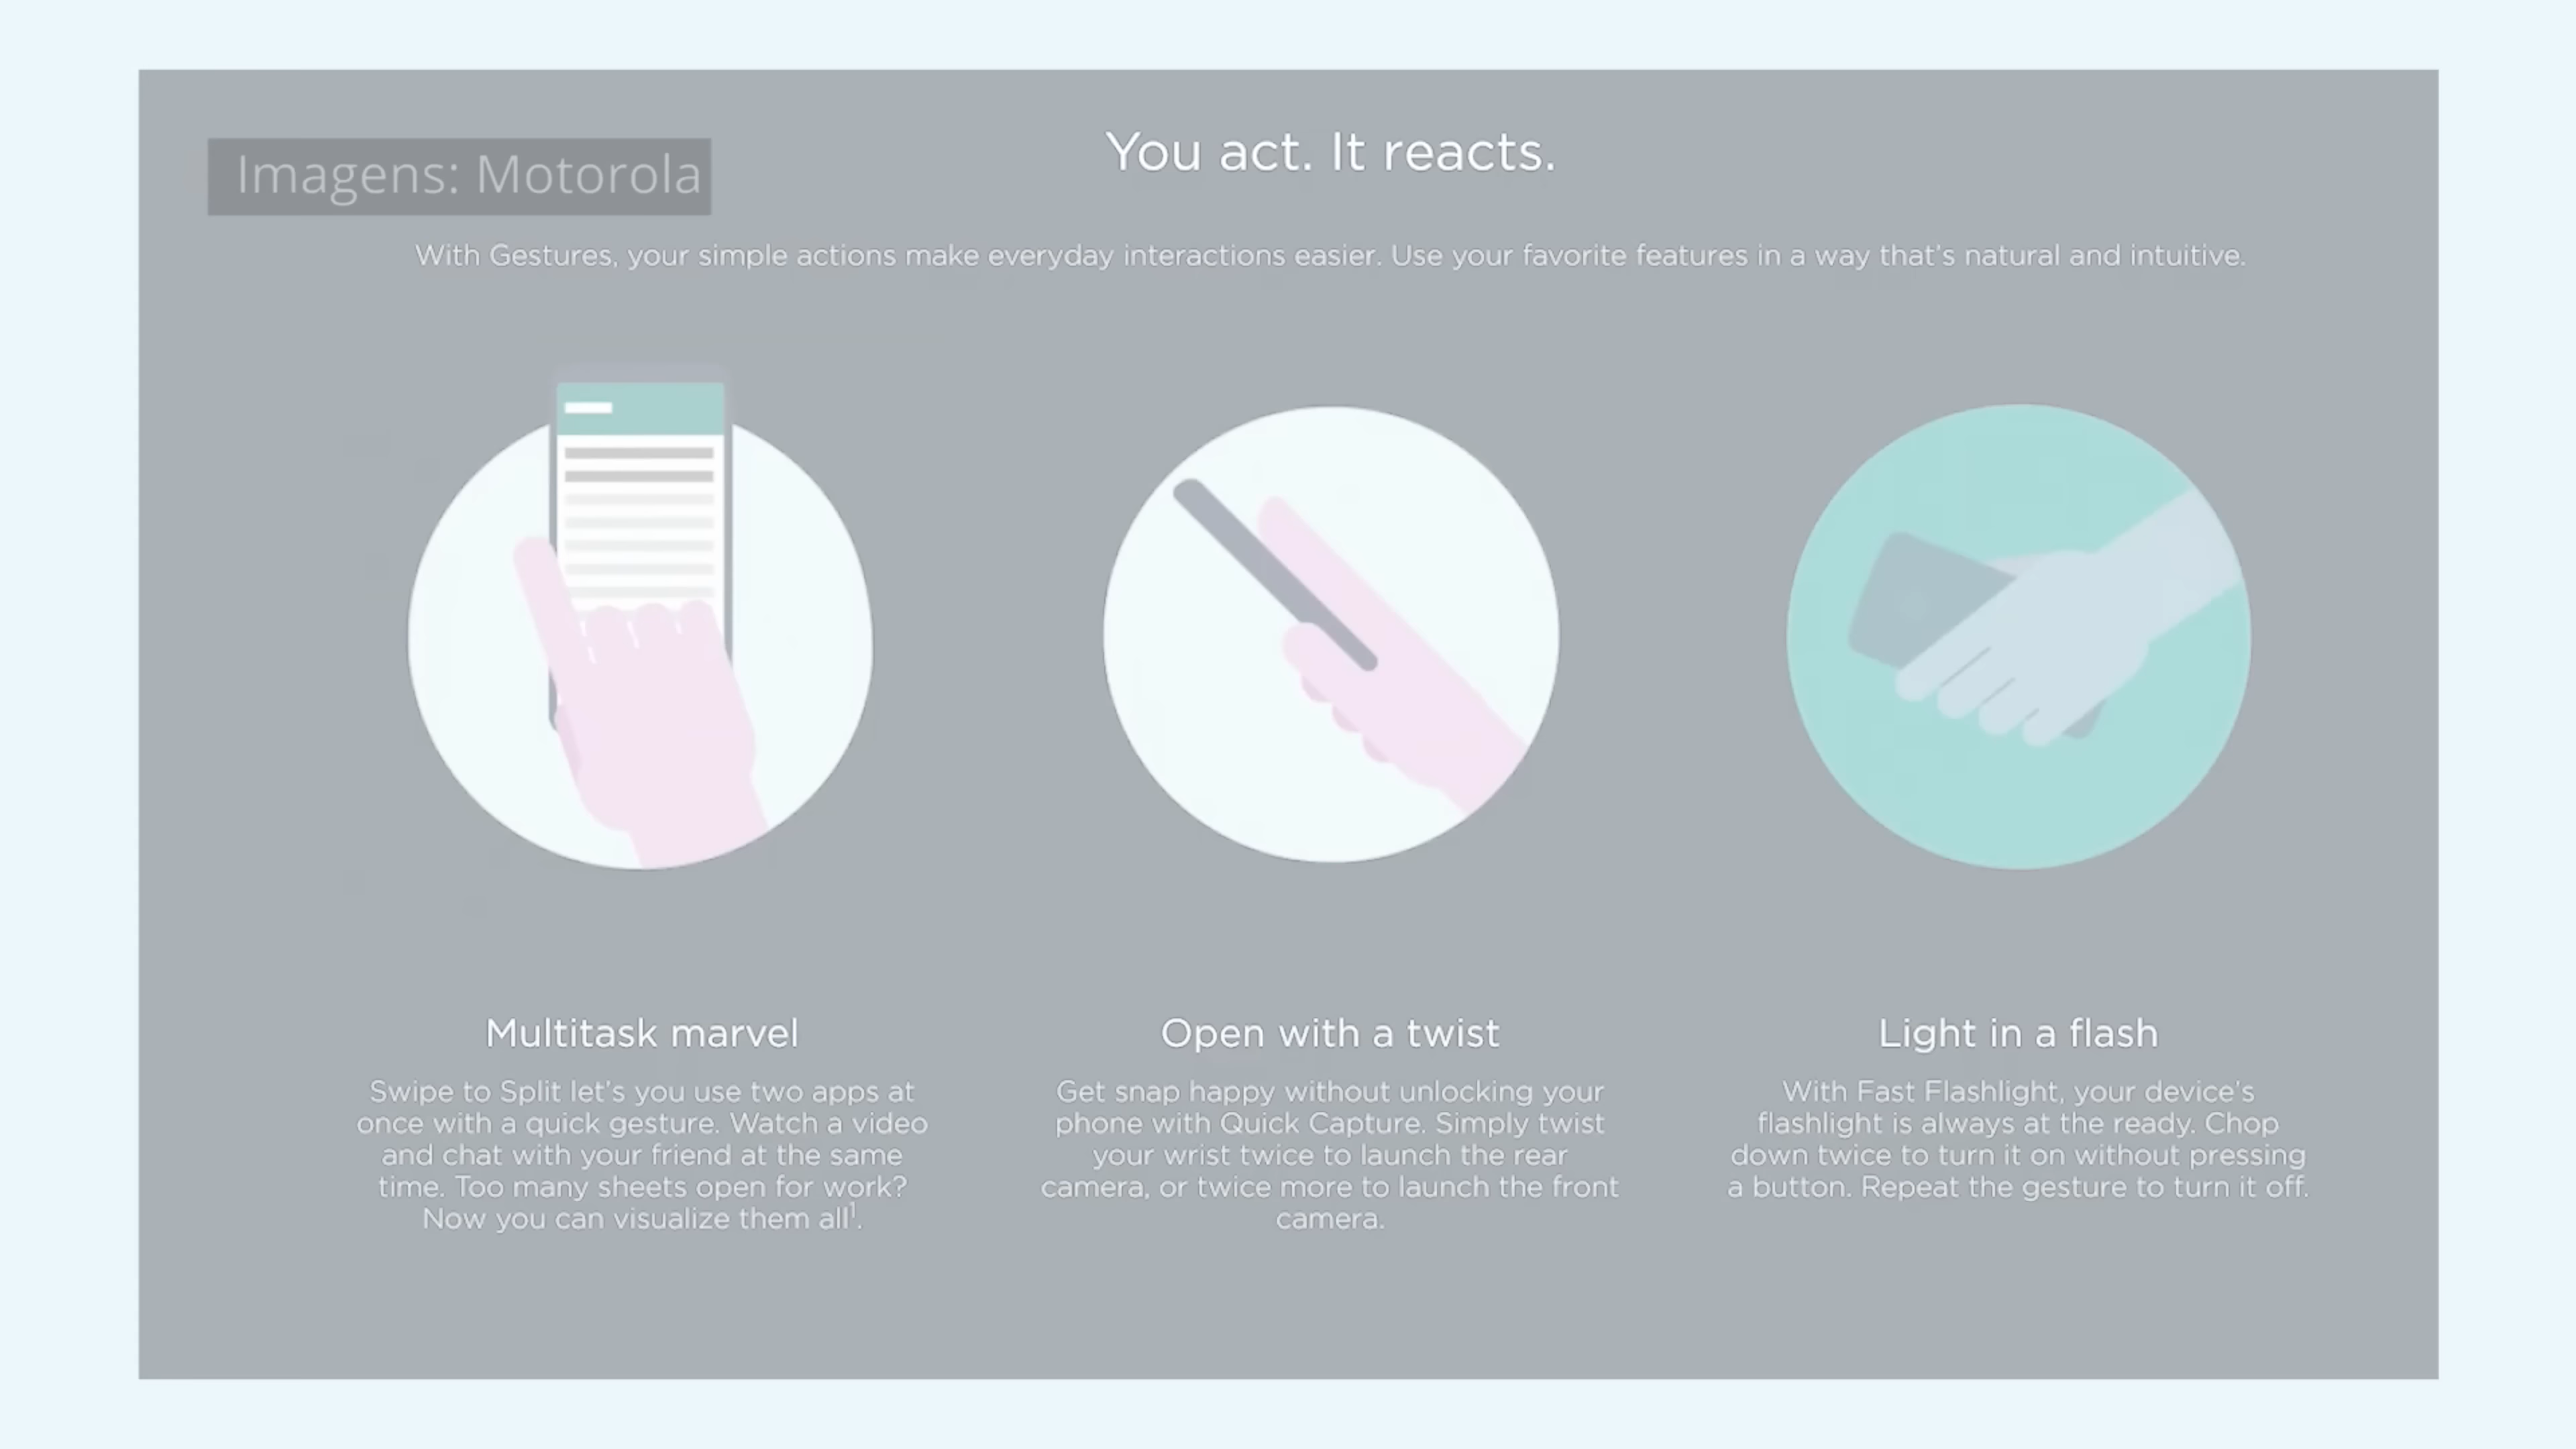 Imagens: Motorola
You act. It reacts.
With Gestures, your simple actions make everyday interactions easier. Use your favorite features in a way that's natural and intuitive.
Multitask marvel
Swipe to Split let's you use two apps at
once with a quick gesture. Watch a video
and chat with your friend at the same
time. Too many sheets open for work?
Now you can visualize them all¹.
Open with a twist
Get snap happy without unlocking your
phone with Quick Capture. Simply twist
your wrist twice to launch the rear
camera, or twice more to launch the front
camera.
Light in a flash
With Fast Flashlight, your device's
flashlight is always at the ready. Chop
down twice to turn it on without pressing
a button. Repeat the gesture to turn it off.